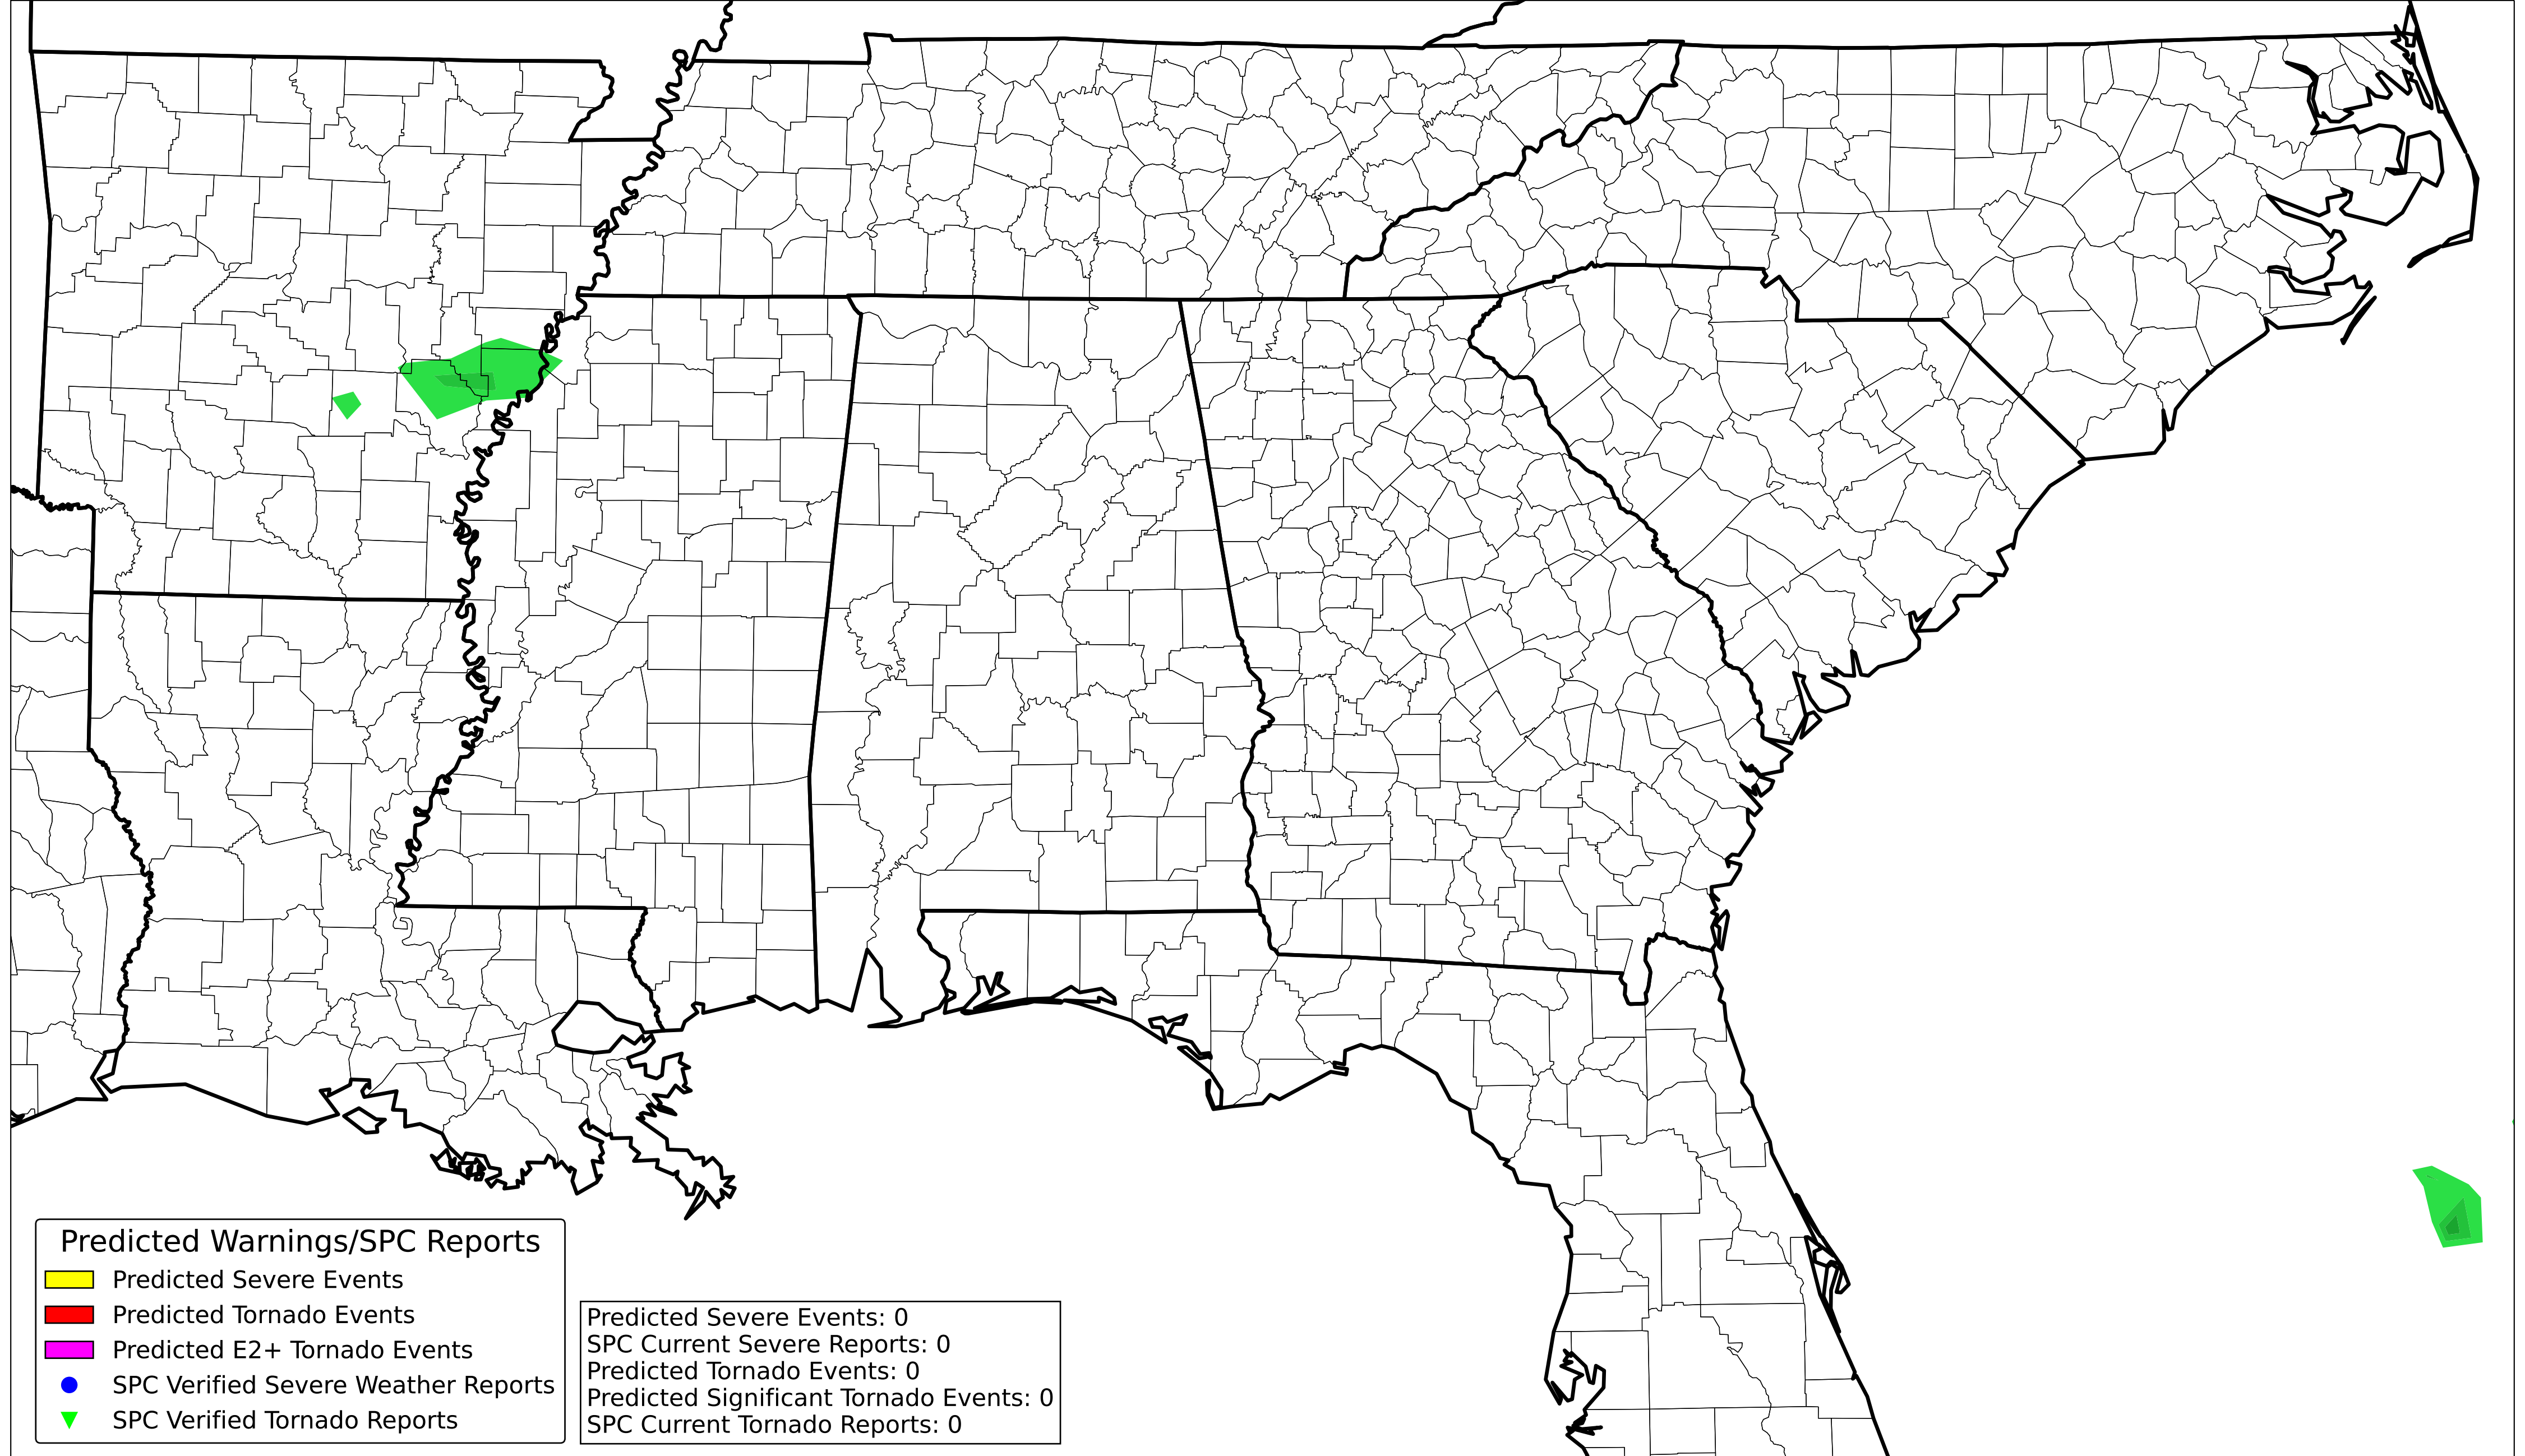 Predicted Warnings/SPC Reports
Predicted Severe Events
Predicted Tornado Events
Predicted E2+ Tornado Events
SPC Verified Severe Weather Reports
SPC Verified Tornado Reports
Predicted Severe Events: 0
SPC Current Severe Reports: 0
Predicted Tornado Events: 0
Predicted Significant Tornado Events: 0
SPC Current Tornado Reports: 0